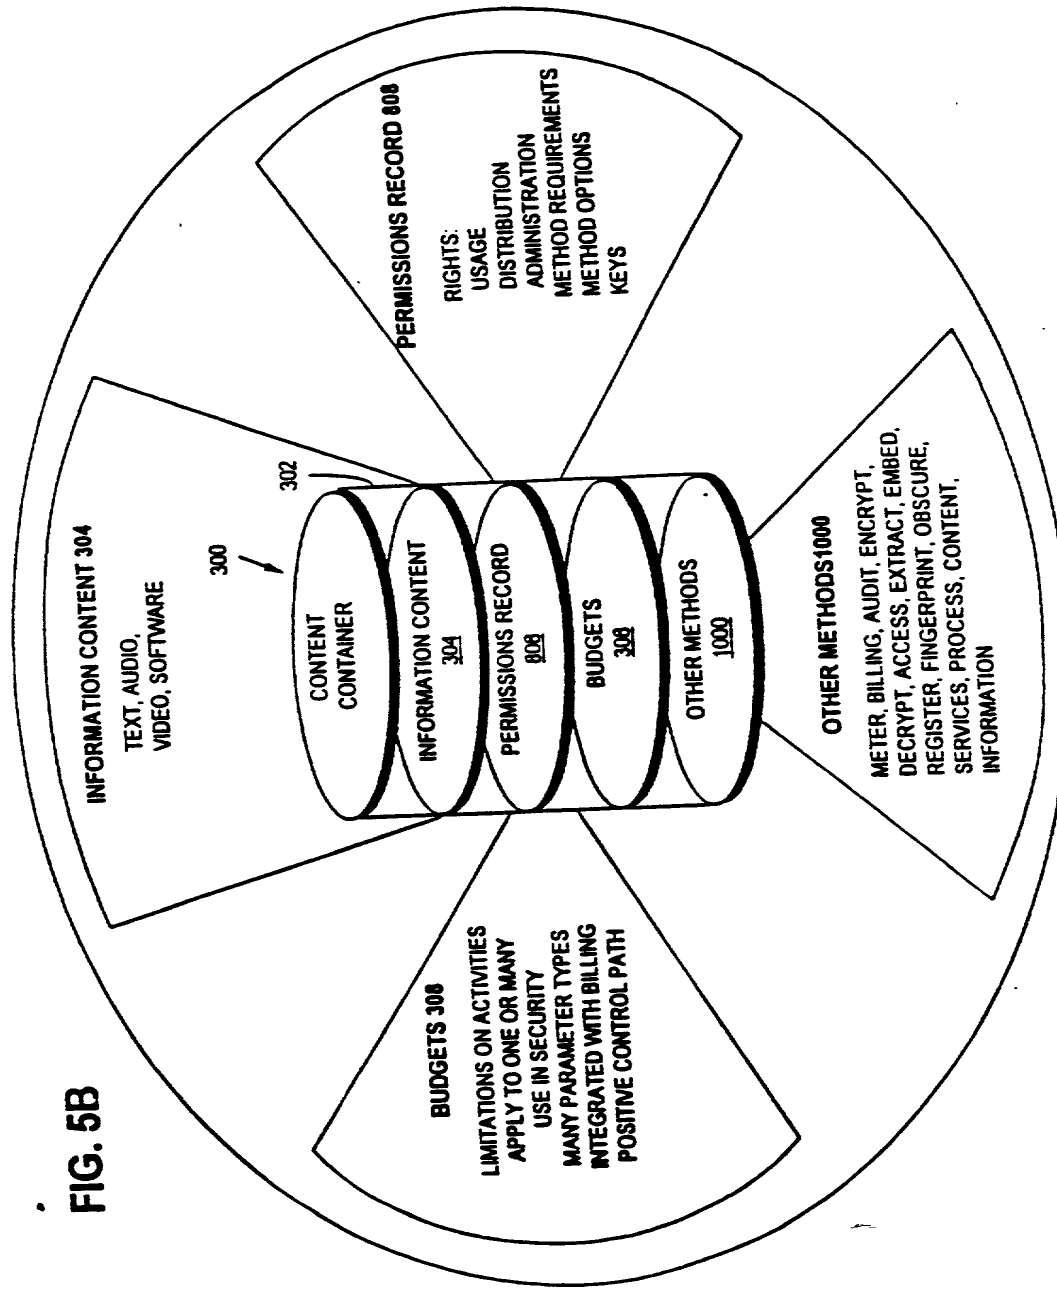 FIG. 5B
INFORMATION CONTENT 304
TEXT, AUDIO,
VIDEO, SOFTWARE
300
302
CONTENT
CONTAINER
INFORMATION CONTENT
304
PERMISSIONS RECORD
808
BUDGETS
308
OTHER METHODS
1000
BUDGETS 308
LIMITATIONS ON ACTIVITIES
APPLY TO ONE OR MANY
USE IN SECURITY
MANY PARAMETER TYPES
INTEGRATED WITH BILLING
POSITIVE CONTROL PATH
PERMISSIONS RECORD 808
RIGHTS:
USAGE
DISTRIBUTION
ADMINISTRATION
METHOD REQUIREMENTS
METHOD OPTIONS
KEYS
OTHER METHODS1000
METER, BILLING, AUDIT, ENCRYPT,
DECRYPT, ACCESS, EXTRACT, EMBED,
REGISTER, FINGERPRINT, OBSCURE,
SERVICES, PROCESS, CONTENT,
INFORMATION